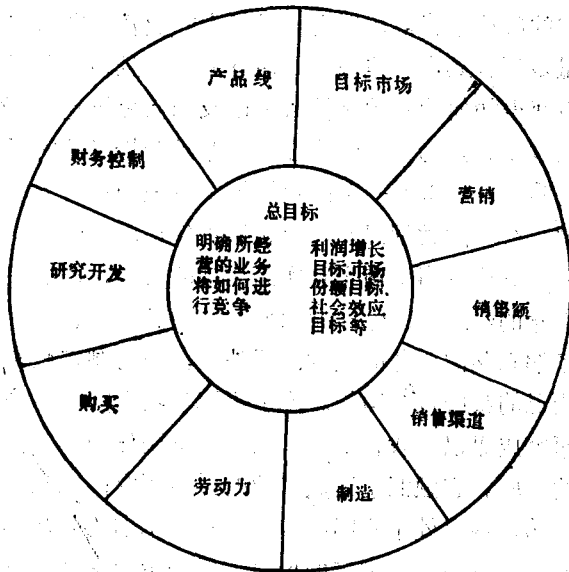 产品线
目标市场
营销
销售额
销售渠道
制造
劳动力
购买
研究开发
财务控制
总目标
明确所经
营的业务
将如何进
行竞争
利润增长
目标、市场
份额目标、
社会效应
目标等